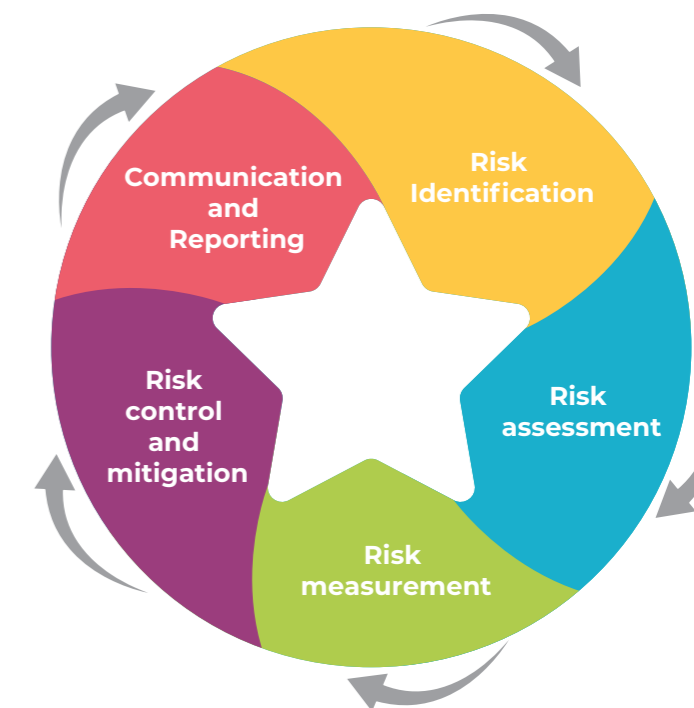 Risk
Identification
Risk
assessment
Risk
measurement
Risk
control
and
mitigation
Communication
and
Reporting